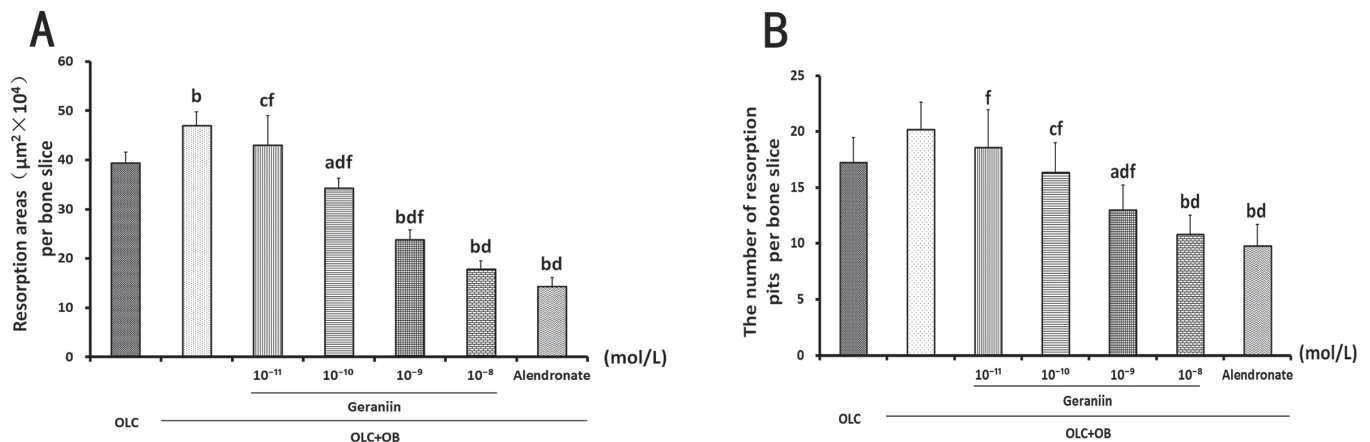 A
Resorption areas（μm²×10⁴)
per bone slice
60
50
40
30
20
10
0
b
cf
adf
bdf
bd
bd
10⁻¹¹
10⁻¹⁰
10⁻⁹
10⁻⁸
Alendronate
(mol/L)
Geraniin
OLC
OLC+OB
B
The number of resorption
pits per bone slice
25
20
15
10
5
0
f
cf
adf
bd
bd
10⁻¹¹
10⁻¹⁰
10⁻⁹
10⁻⁸
Alendronate
(mol/L)
Geraniin
OLC
OLC+OB